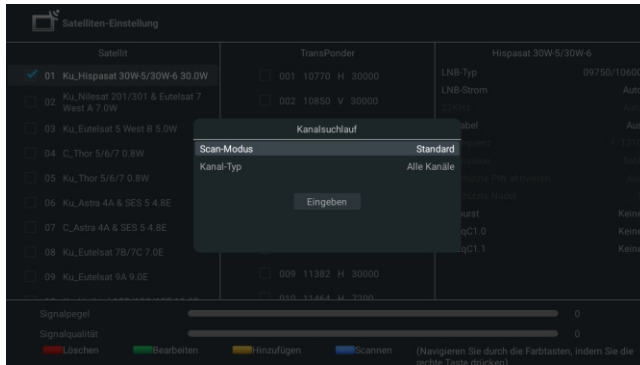 Satelliten-Einstellung
Satellit
TransPonder
Hispasat 30W-5/30W-6
01 Ku_Hispasat 30W-5/30W-6 30.0W
02 Ku_Nilesat 201/301 & Eutelsat 7
West A 7.0W
03 Ku_Eutelsat 5 West B 5.0W
04 C_Thor 5/6/7 0.8W
05 Ku_Thor 5/6/7 0.8W
06 Ku_Astra 4A & SES 5 4.8E
07 C_Astra 4A & SES 5 4.8E
08 Ku_Eutelsat 7B/7C 7.0E
09 Ku_Eutelsat 9A 9.0E
001 10770 H 30000
002 10850 V 30000
009 11382 H 30000
010 11464 H 7200
LNB-Typ 09750/10600
LNB-Strom Auto
22KHz
Kanalsuchlauf
Scan-Modus Standard
Kanal-Typ Alle Kanäle
Eingeben
Signalpegel 0
Signalqualität 0
Löschen Bearbeiten Hinzufügen Scannen
(Navigieren Sie durch die Farbtasten, indem Sie die
rechte Taste drücken)